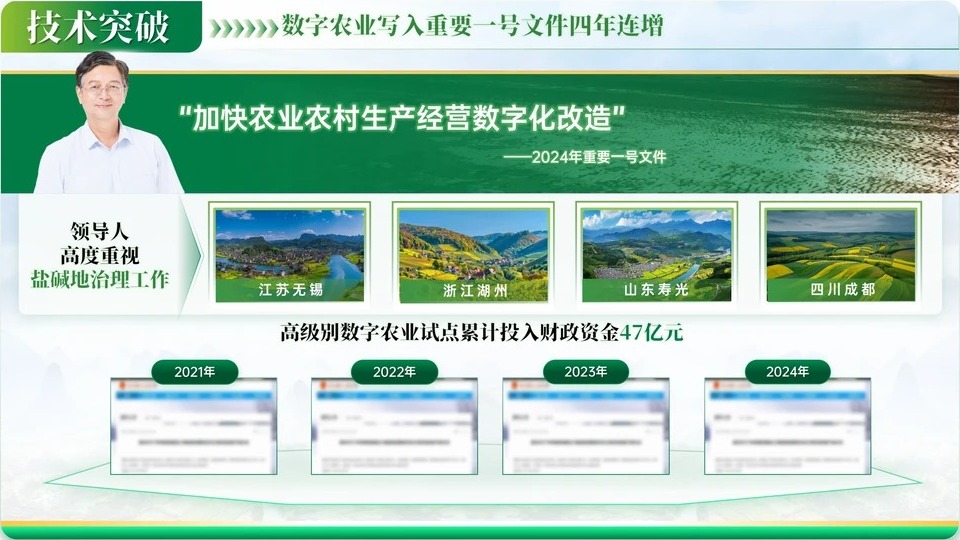 技术突破
数字农业写入重要一号文件四年连增
“加快农业农村生产经营数字化改造”
——2024年重要一号文件
领导人
高度重视
盐碱地治理工作
江苏无锡
浙江湖州
山东寿光
四川成都
高级别数字农业试点累计投入财政资金47亿元
2021年
2022年
2023年
2024年